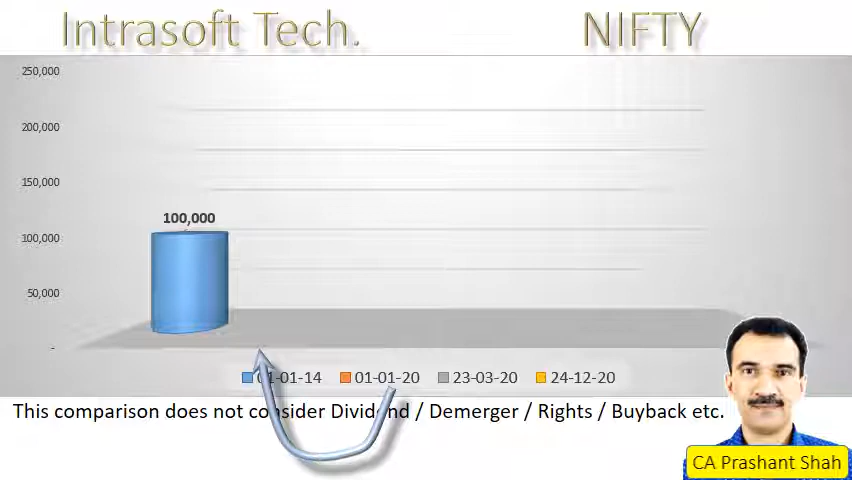 Intrasoft Tech. NIFTY
250,000
200,000
150,000
100,000
100,000
50,000
-
01-01-14 01-01-20 23-03-20 24-12-20
This comparison does not consider Dividend / Demerger / Rights / Buyback etc.
CA Prashant Shah